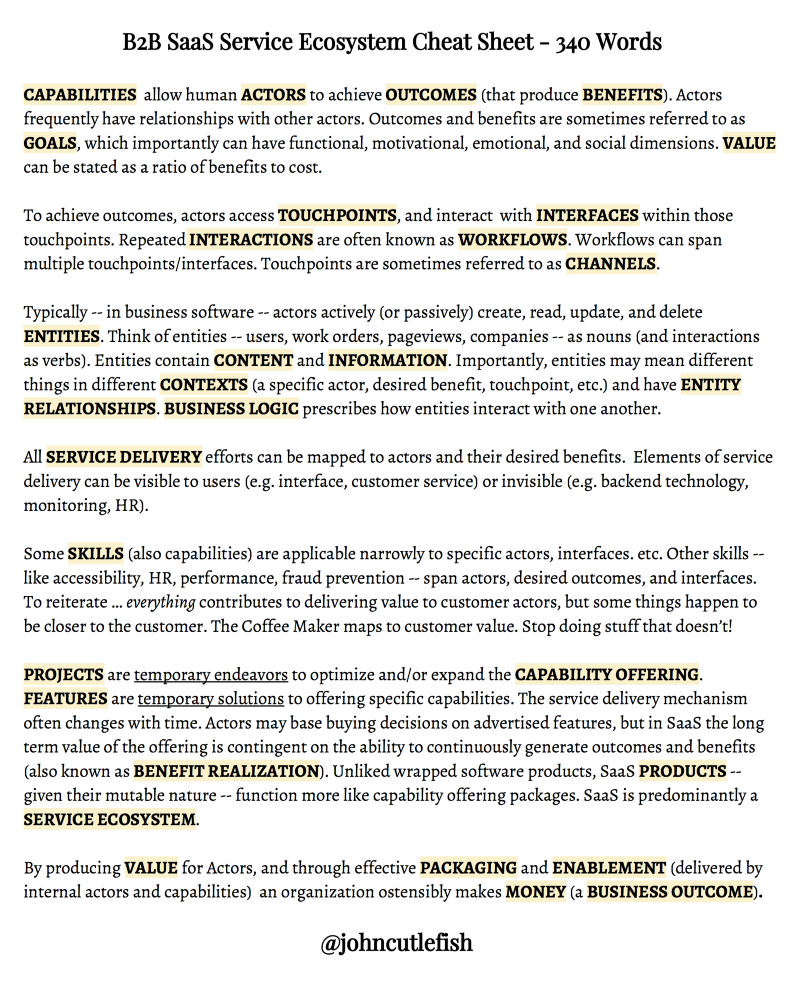 B2B SaaS Service Ecosystem Cheat Sheet - 340 Words
CAPABILITIES allow human ACTORS to achieve OUTCOMES (that produce BENEFITS). Actors
frequently have relationships with other actors. Outcomes and benefits are sometimes referred to as
GOALS, which importantly can have functional, motivational, emotional, and social dimensions. VALUE
can be stated as a ratio of benefits to cost.
To achieve outcomes, actors access TOUCHPOINTS, and interact with INTERFACES within those
touchpoints. Repeated INTERACTIONS are often known as WORKFLOWS. Workflows can span
multiple touchpoints/interfaces. Touchpoints are sometimes referred to as CHANNELS.
Typically -- in business software -- actors actively (or passively) create, read, update, and delete
ENTITIES. Think of entities -- users, work orders, pageviews, companies -- as nouns (and interactions
as verbs). Entities contain CONTENT and INFORMATION. Importantly, entities may mean different
things in different CONTEXTS (a specific actor, desired benefit, touchpoint, etc.) and have ENTITY
RELATIONSHIPS. BUSINESS LOGIC prescribes how entities interact with one another.
All SERVICE DELIVERY efforts can be mapped to actors and their desired benefits. Elements of service
delivery can be visible to users (e.g. interface, customer service) or invisible (e.g. backend technology,
monitoring, HR).
Some SKILLS (also capabilities) are applicable narrowly to specific actors, interfaces. etc. Other skills --
like accessibility, HR, performance, fraud prevention -- span actors, desired outcomes, and interfaces.
To reiterate ... everything contributes to delivering value to customer actors, but some things happen to
be closer to the customer. The Coffee Maker maps to customer value. Stop doing stuff that doesn't!
PROJECTS are temporary endeavors to optimize and/or expand the CAPABILITY OFFERING.
FEATURES are temporary solutions to offering specific capabilities. The service delivery mechanism
often changes with time. Actors may base buying decisions on advertised features, but in SaaS the long
term value of the offering is contingent on the ability to continuously generate outcomes and benefits
(also known as BENEFIT REALIZATION). Unliked wrapped software products, SaaS PRODUCTS --
given their mutable nature -- function more like capability offering packages. SaaS is predominantly a
SERVICE ECOSYSTEM.
By producing VALUE for Actors, and through effective PACKAGING and ENABLEMENT (delivered by
internal actors and capabilities) an organization ostensibly makes MONEY (a BUSINESS OUTCOME).
@johncutlefish